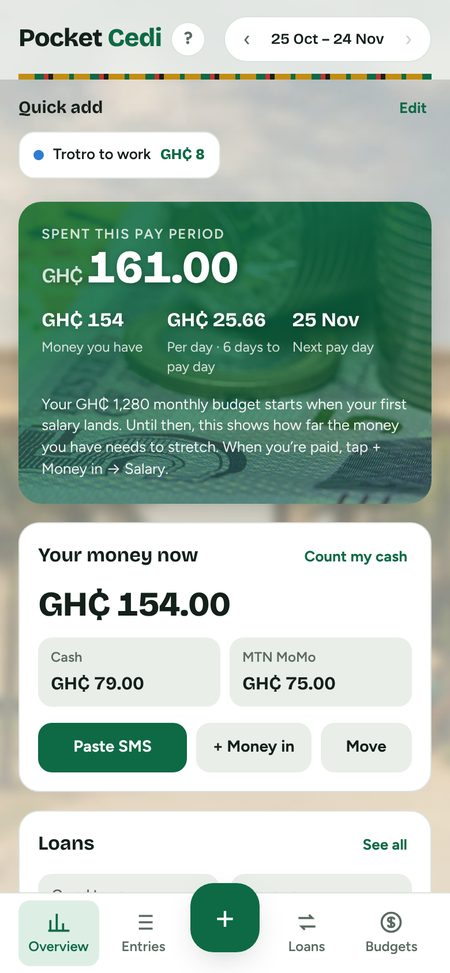 Pocket Cedi ? ‹ 25 Oct – 24 Nov ›
Quick add Edit
Trotro to work GH₵ 8
SPENT THIS PAY PERIOD
GH₵ 161.00
GH₵ 154 GH₵ 25.66 25 Nov
Money you have Per day · 6 days to Next pay day
pay day
Your GH₵ 1,280 monthly budget starts when your first
salary lands. Until then, this shows how far the money
you have needs to stretch. When you’re paid, tap +
Money in → Salary.
Your money now Count my cash
GH₵ 154.00
Cash MTN MoMo
GH₵ 79.00 GH₵ 75.00
Paste SMS + Money in Move
Loans See all
+
Overview Entries Loans Budgets